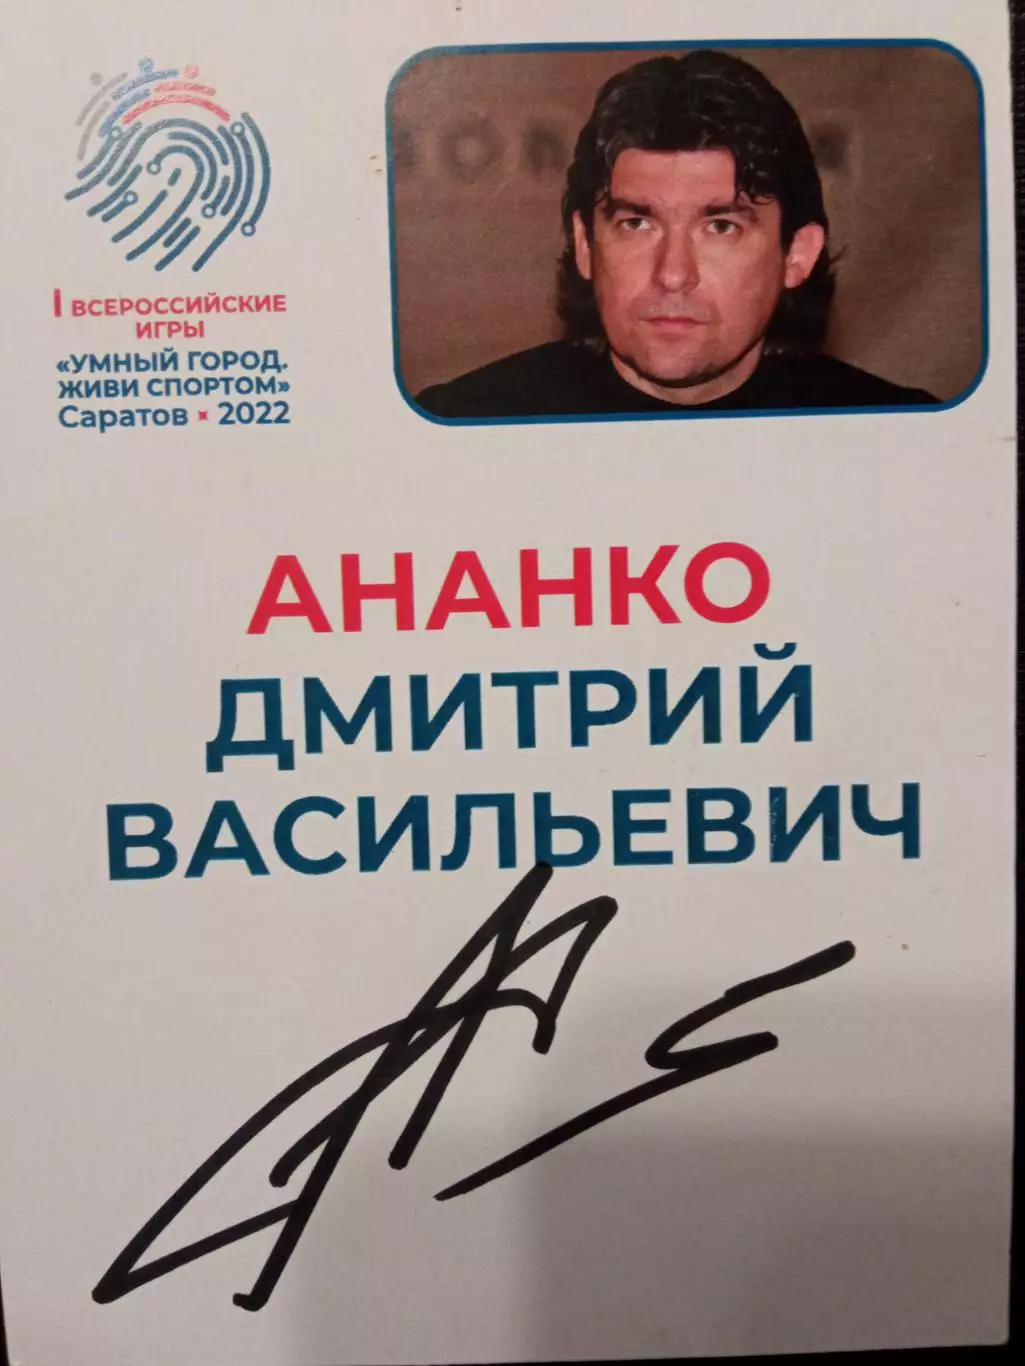 I ВСЕРОССИЙСКИЕ
ИГРЫ
«УМНЫЙ ГОРОД.
ЖИВИ СПОРТОМ»
Саратов 2022
АНАНКО
ДМИТРИЙ
ВАСИЛЬЕВИЧ